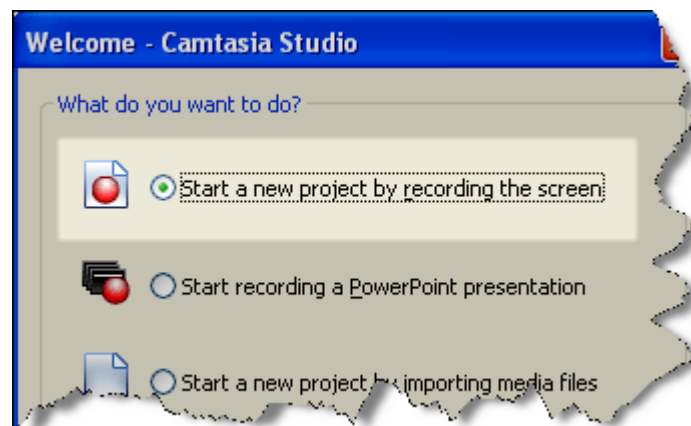 Welcome - Camtasia Studio
What do you want to do?
Start a new project by recording the screen
Start recording a PowerPoint presentation
Start a new project by importing media files